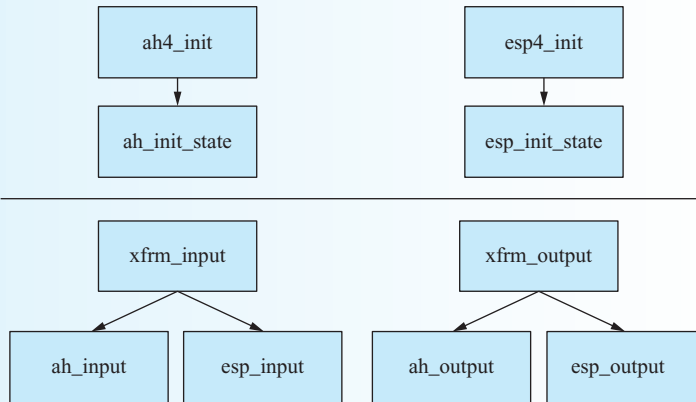 ah4_init
esp4_init
ah_init_state
esp_init_state
xfrm_input
xfrm_output
ah_input
esp_input
ah_output
esp_output